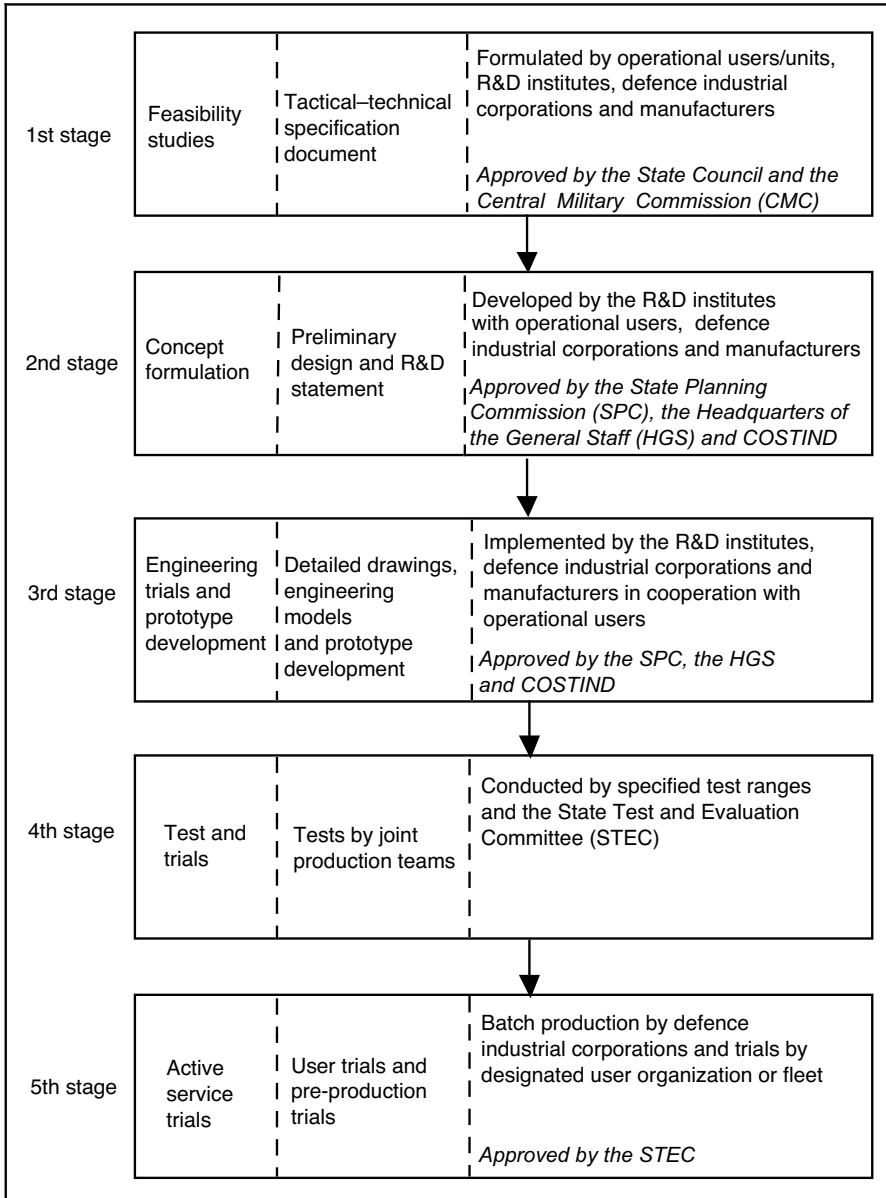 1st stage
Feasibility
studies
Tactical–technical
specification
document
Formulated by operational users/units,
R&D institutes, defence industrial
corporations and manufacturers
Approved by the State Council and the
Central Military Commission (CMC)
2nd stage
Concept
formulation
Preliminary
design and R&D
statement
Developed by the R&D institutes
with operational users, defence
industrial corporations and manufacturers
Approved by the State Planning
Commission (SPC), the Headquarters of
the General Staff (HGS) and COSTIND
3rd stage
Engineering
trials and
prototype
development
Detailed drawings,
engineering
models
and prototype
development
Implemented by the R&D institutes,
defence industrial corporations and
manufacturers in cooperation with
operational users
Approved by the SPC, the HGS
and COSTIND
4th stage
Test and
trials
Tests by joint
production teams
Conducted by specified test ranges
and the State Test and Evaluation
Committee (STEC)
5th stage
Active
service
trials
User trials and
pre-production
trials
Batch production by defence
industrial corporations and trials by
designated user organization or fleet
Approved by the STEC